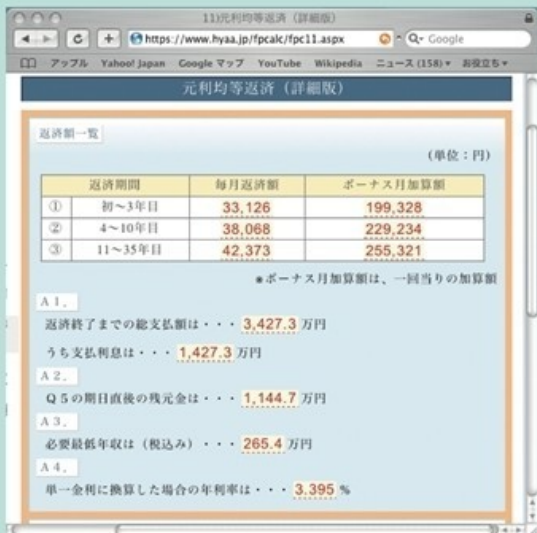 11)元利均等返済（詳細版）
https://www.hyaa.jp/fpcalc/fpc11.aspx
Google
アップル Yahoo! Japan Google マップ YouTube Wikipedia ニュース (158)▾ お役立ち▾
元利均等返済（詳細版）
返済額一覧
（単位：円）
返済期間 毎月返済額 ボーナス月加算額
① 初～3年目 33,126 199,328
② 4～10年目 38,068 229,234
③ 11～35年目 42,373 255,321
※ボーナス月加算額は、一回当りの加算額
A1.
返済終了までの総支払額は・・・ 3,427.3 万円
うち支払利息は・・・ 1,427.3 万円
A2.
Q5の期日直後の残元金は・・・ 1,144.7 万円
A3.
必要最低年収は（税込み）・・・ 265.4 万円
A4.
単一金利に換算した場合の年利率は・・・ 3.395 %